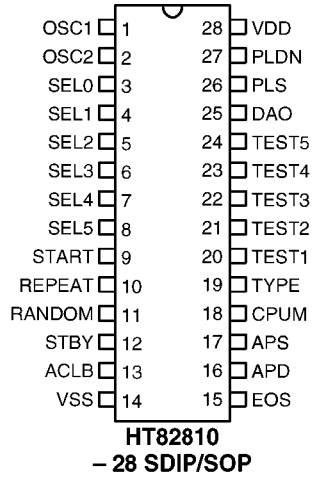 OSC1 1 28 VDD
OSC2 2 27 PLDN
SEL0 3 26 PLS
SEL1 4 25 DAO
SEL2 5 24 TEST5
SEL3 6 23 TEST4
SEL4 7 22 TEST3
SEL5 8 21 TEST2
START 9 20 TEST1
REPEAT 10 19 TYPE
RANDOM 11 18 CPUM
STBY 12 17 APS
ACLB 13 16 APD
VSS 14 15 EOS
HT82810
– 28 SDIP/SOP